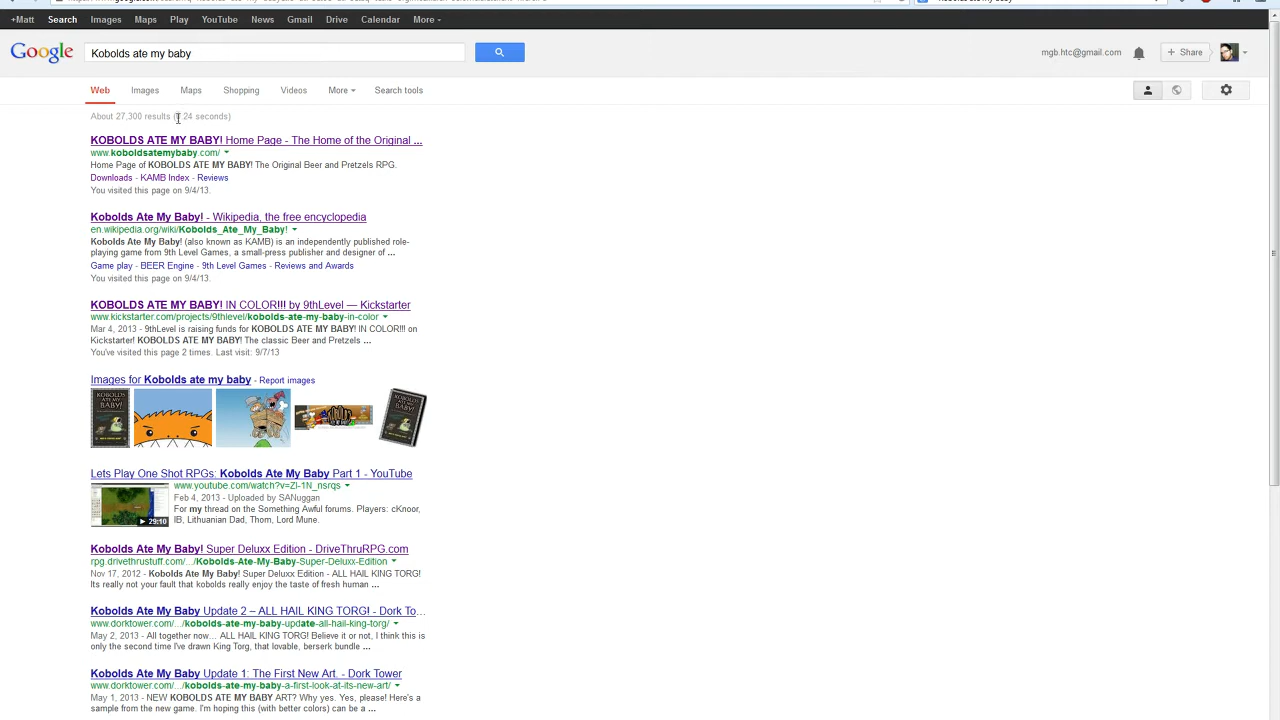 +Matt Search Images Maps Play YouTube News Gmail Drive Calendar More
Google Kobolds ate my baby mgb.htc@gmail.com + Share
Web Images Maps Shopping Videos More Search tools
About 27,300 results 24 seconds)
KOBOLDS ATE MY BABY! Home Page - The Home of the Original ...
www.koboldsatemybaby.com/
Home Page of KOBOLDS ATE MY BABY! The Original Beer and Pretzels RPG.
Downloads - KAMB Index - Reviews
You visited this page on 9/4/13.
Kobolds Ate My Baby! - Wikipedia, the free encyclopedia
en.wikipedia.org/wiki/Kobolds_Ate_My_Baby!
Kobolds Ate My Baby! (also known as KAMB) is an independently published role-
playing game from 9th Level Games, a small-press publisher and designer of ...
Game play - BEER Engine - 9th Level Games - Reviews and Awards
You visited this page on 9/4/13.
KOBOLDS ATE MY BABY! IN COLOR!!! by 9thLevel — Kickstarter
www.kickstarter.com/projects/9thlevel/kobolds-ate-my-baby-in-color
Mar 4, 2013 - 9thLevel is raising funds for KOBOLDS ATE MY BABY! IN COLOR!!! on
Kickstarter! KOBOLDS ATE MY BABY! The classic Beer and Pretzels ...
You've visited this page 2 times. Last visit: 9/7/13
Images for Kobolds ate my baby - Report images
Lets Play One Shot RPGs: Kobolds Ate My Baby Part 1 - YouTube
www.youtube.com/watch?v=ZI-1N_nsrqs
Feb 4, 2013 - Uploaded by SANuggan
For my thread on the Something Awful forums. Players: cKnoor,
IB, Lithuanian Dad, Thom, Lord Mune.
29:10
Kobolds Ate My Baby! Super Deluxx Edition - DriveThruRPG.com
rpg.drivethrustuff.com/.../Kobolds-Ate-My-Baby-Super-Deluxx-Edition
Nov 17, 2012 - Kobolds Ate My Baby! Super Deluxx Edition - ALL HAIL KING TORG!
Its really not your fault that kobolds really enjoy the taste of fresh human ...
Kobolds Ate My Baby Update 2 – ALL HAIL KING TORG! - Dork To...
www.dorktower.com/.../kobolds-ate-my-baby-update-all-hail-king-torg/
May 2, 2013 - All together now... ALL HAIL KING TORG! Believe it or not, I think this is
only the second time I've drawn King Torg, that lovable, berserk bundle ...
Kobolds Ate My Baby Update 1: The First New Art. - Dork Tower
www.dorktower.com/.../kobolds-ate-my-baby-a-first-look-at-its-new-art/
May 1, 2013 - NEW KOBOLDS ATE MY BABY ART? Why yes. Yes, please! Here's a
sample from the new game. I'm hoping this (with better colors) can be a ...